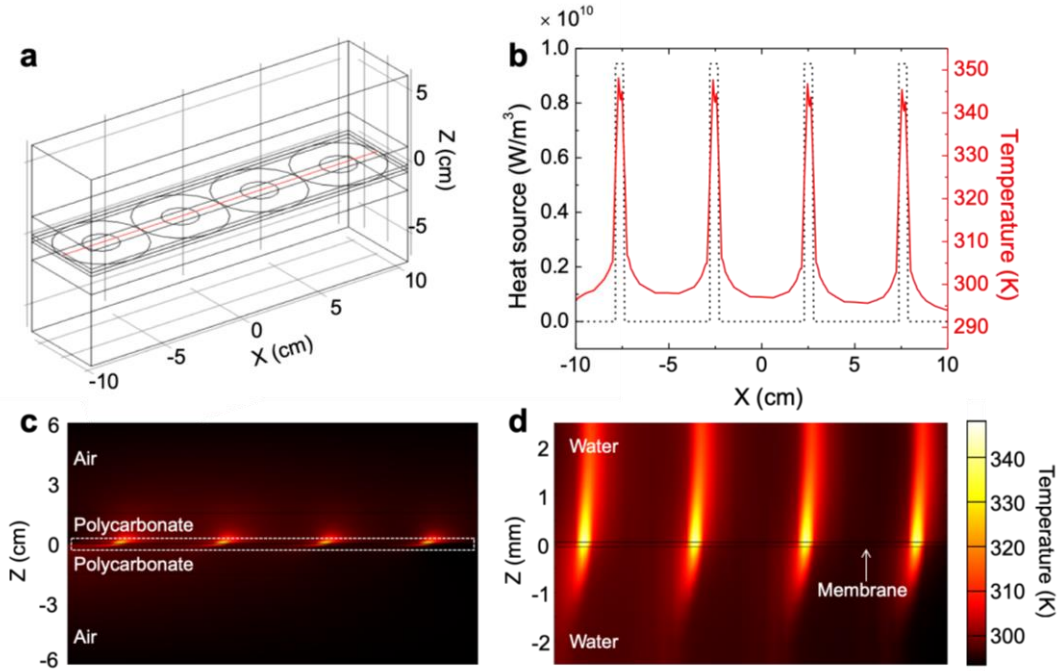 a
5
0
-5
Z (cm)
10
5
0
-5
-10
X (cm)
b
× 10¹⁰
1.0
0.8
0.6
0.4
0.2
0.0
Heat source (W/m³)
-10
-5
0
5
10
X (cm)
350
340
330
320
310
300
290
Temperature (K)
c
6
3
0
-3
-6
Z (cm)
Air
Polycarbonate
Polycarbonate
Air
d
2
1
0
-1
-2
Z (mm)
Water
Membrane
Water
340
330
320
310
300
Temperature (K)